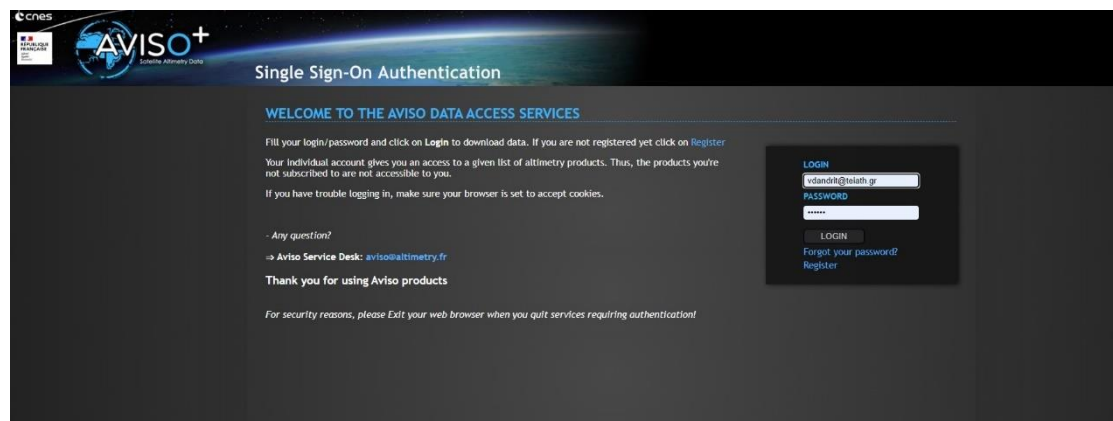 cnes
RÉPUBLIQUE
FRANÇAISE
AVISO+
Satellite Altimetry Data
Single Sign-On Authentication
WELCOME TO THE AVISO DATA ACCESS SERVICES
Fill your login/password and click on Login to download data. If you are not registered yet click on Register
Your individual account gives you an access to a given list of altimetry products. Thus, the products you're
not subscribed to are not accessible to you.
If you have trouble logging in, make sure your browser is set to accept cookies.
- Any question?
⇒ Aviso Service Desk: aviso@altimetry.fr
Thank you for using Aviso products
For security reasons, please Exit your web browser when you quit services requiring authentication!
LOGIN
vdandrit@teiath.gr
PASSWORD
••••••
LOGIN
Forgot your password?
Register